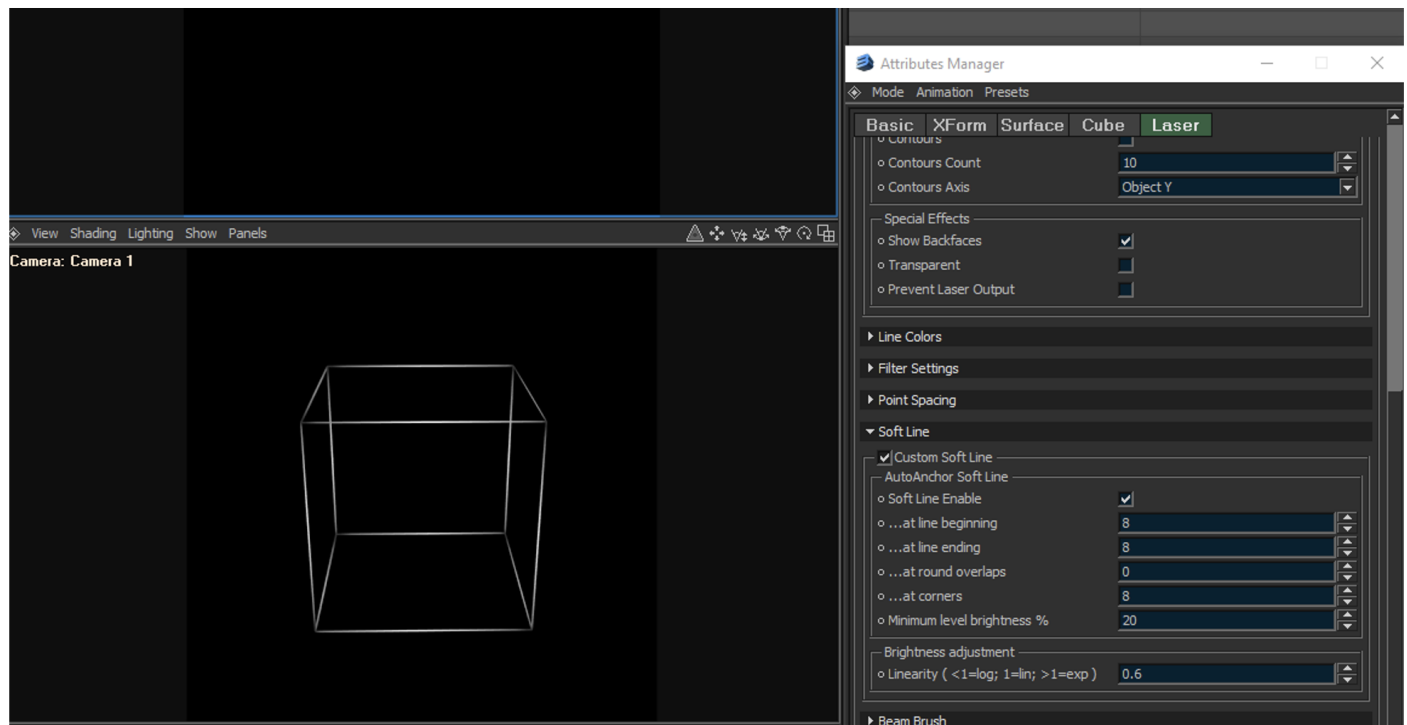 Attributes Manager
Mode Animation Presets
Basic XForm Surface Cube Laser
Contours
Contours Count 10
Contours Axis Object Y
Special Effects
Show Backfaces
Transparent
Prevent Laser Output
Line Colors
Filter Settings
Point Spacing
Soft Line
Custom Soft Line
AutoAnchor Soft Line
Soft Line Enable
...at line beginning 8
...at line ending 8
...at round overlaps 0
...at corners 8
Minimum level brightness % 20
Brightness adjustment
Linearity ( <1=log; 1=lin; >1=exp ) 0.6
Beam Brush
View Shading Lighting Show Panels
Camera: Camera 1